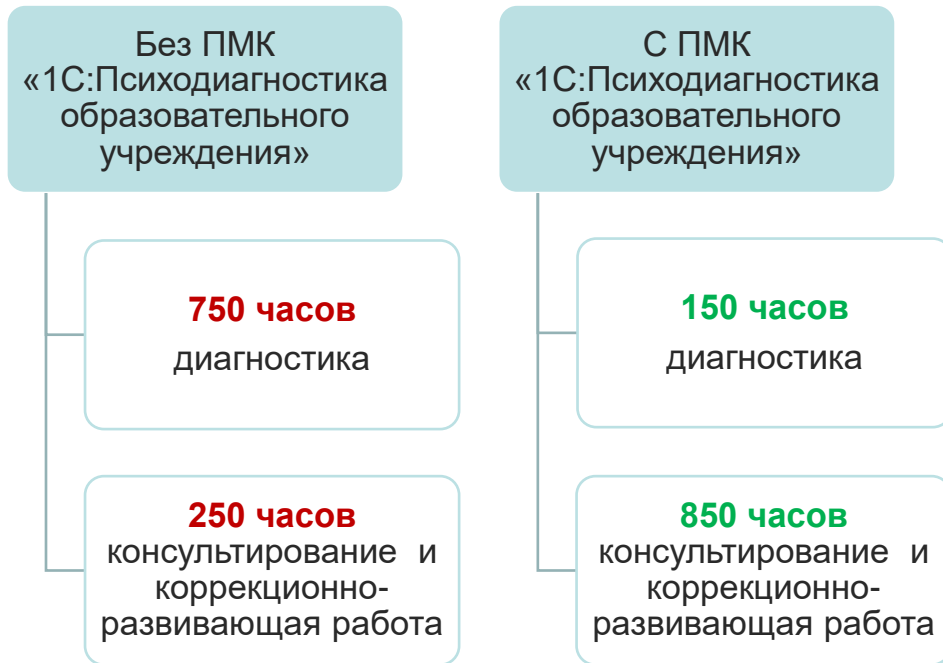 Без ПМК
«1С:Психодиагностика
образовательного
учреждения»
750 часов
диагностика
250 часов
консультирование и
коррекционно-
развивающая работа
С ПМК
«1С:Психодиагностика
образовательного
учреждения»
150 часов
диагностика
850 часов
консультирование и
коррекционно-
развивающая работа